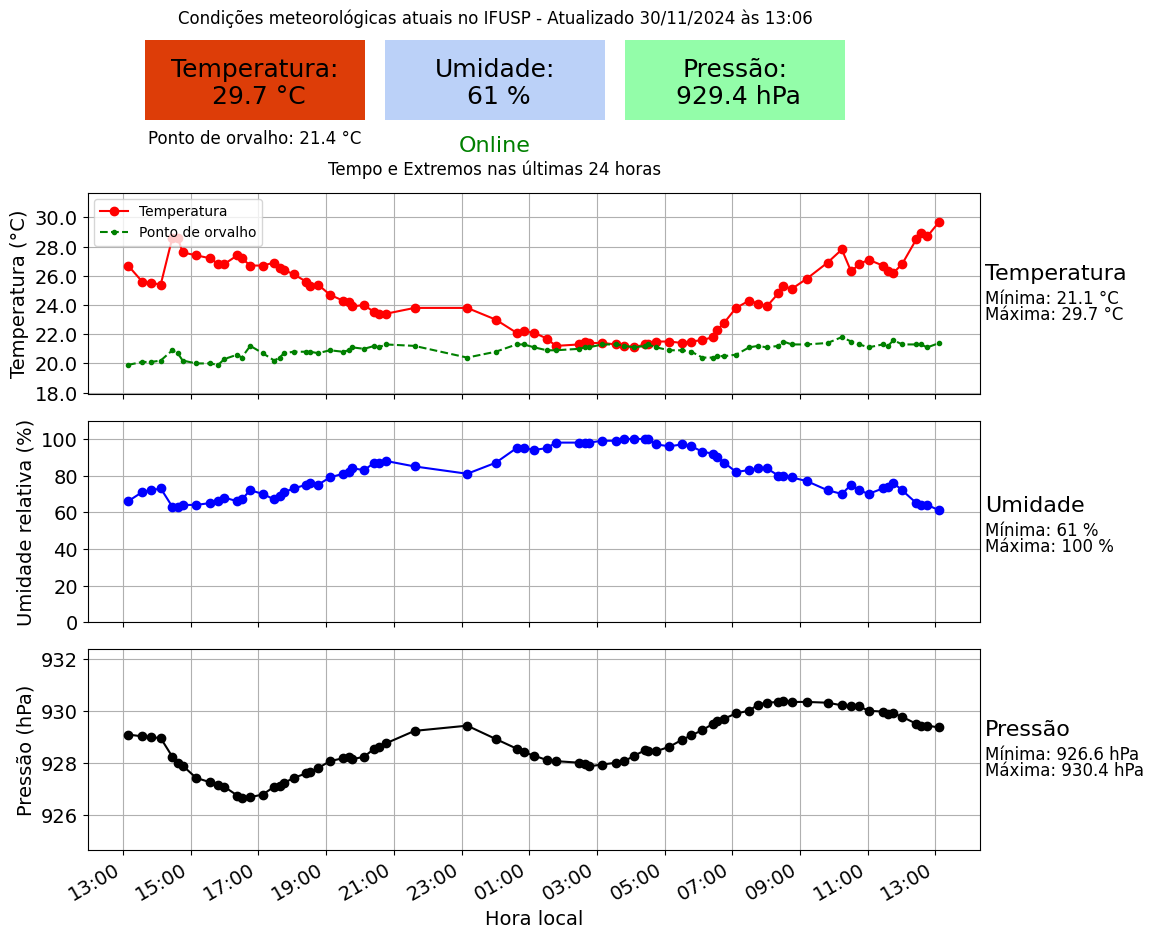 Condições meteorológicas atuais no IFUSP - Atualizado 30/11/2024 às 13:06
Temperatura:
29.7 °C
Umidade:
61 %
Pressão:
929.4 hPa
Ponto de orvalho: 21.4 °C
Online
Tempo e Extremos nas últimas 24 horas
Temperatura (°C)
30.0
28.0
26.0
24.0
22.0
20.0
18.0
Temperatura
Ponto de orvalho
Temperatura
Mínima: 21.1 °C
Máxima: 29.7 °C
Umidade relativa (%)
100
80
60
40
20
0
Umidade
Mínima: 61 %
Máxima: 100 %
Pressão (hPa)
932
930
928
926
Pressão
Mínima: 926.6 hPa
Máxima: 930.4 hPa
13:00
15:00
17:00
19:00
21:00
23:00
01:00
03:00
05:00
07:00
09:00
11:00
13:00
Hora local